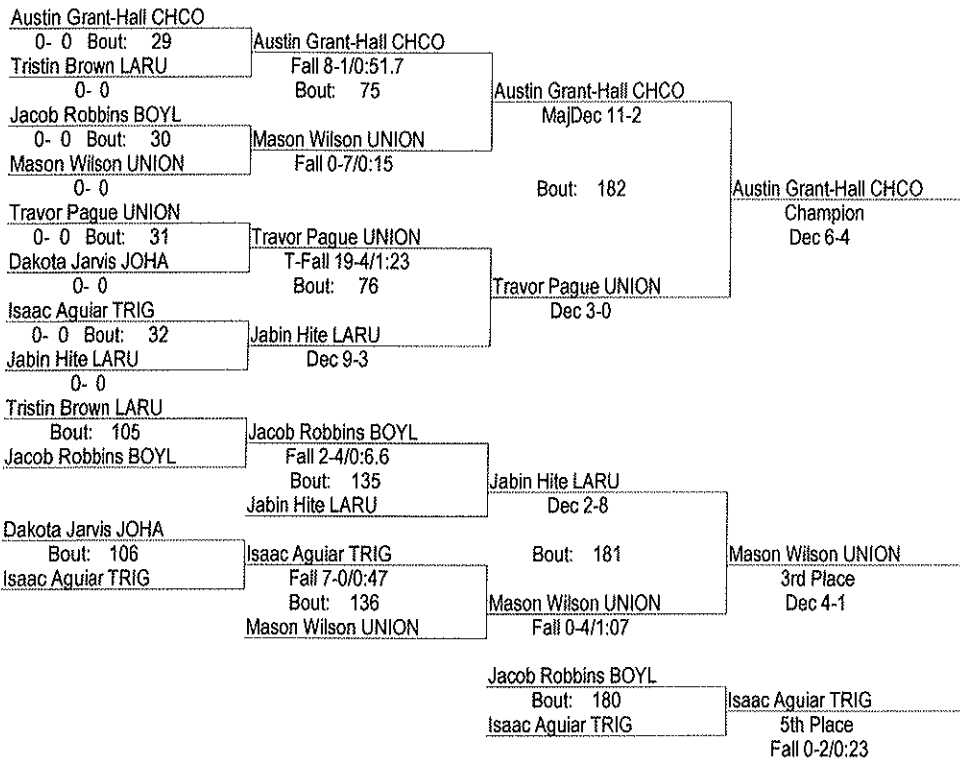 Austin Grant-Hall CHCO
0- 0 Bout: 29
Tristin Brown LARU
0- 0
Jacob Robbins BOYL
0- 0 Bout: 30
Mason Wilson UNION
0- 0
Travor Pague UNION
0- 0 Bout: 31
Dakota Jarvis JOHA
0- 0
Isaac Aguiar TRIG
0- 0 Bout: 32
Jabin Hite LARU
0- 0
Austin Grant-Hall CHCO
Fall 8-1/0:51.7
Bout: 75
Mason Wilson UNION
Fall 0-7/0:15
Travor Pague UNION
T-Fall 19-4/1:23
Bout: 76
Jabin Hite LARU
Dec 9-3
Austin Grant-Hall CHCO
MajDec 11-2
Bout: 182
Travor Pague UNION
Dec 3-0
Austin Grant-Hall CHCO
Champion
Dec 6-4
Tristin Brown LARU
Bout: 105
Jacob Robbins BOYL
Dakota Jarvis JOHA
Bout: 106
Isaac Aguiar TRIG
Jacob Robbins BOYL
Fall 2-4/0:6.6
Bout: 135
Jabin Hite LARU
Isaac Aguiar TRIG
Fall 7-0/0:47
Bout: 136
Mason Wilson UNION
Jabin Hite LARU
Dec 2-8
Bout: 181
Mason Wilson UNION
Fall 0-4/1:07
Mason Wilson UNION
3rd Place
Dec 4-1
Jacob Robbins BOYL
Bout: 180
Isaac Aguiar TRIG
Isaac Aguiar TRIG
5th Place
Fall 0-2/0:23